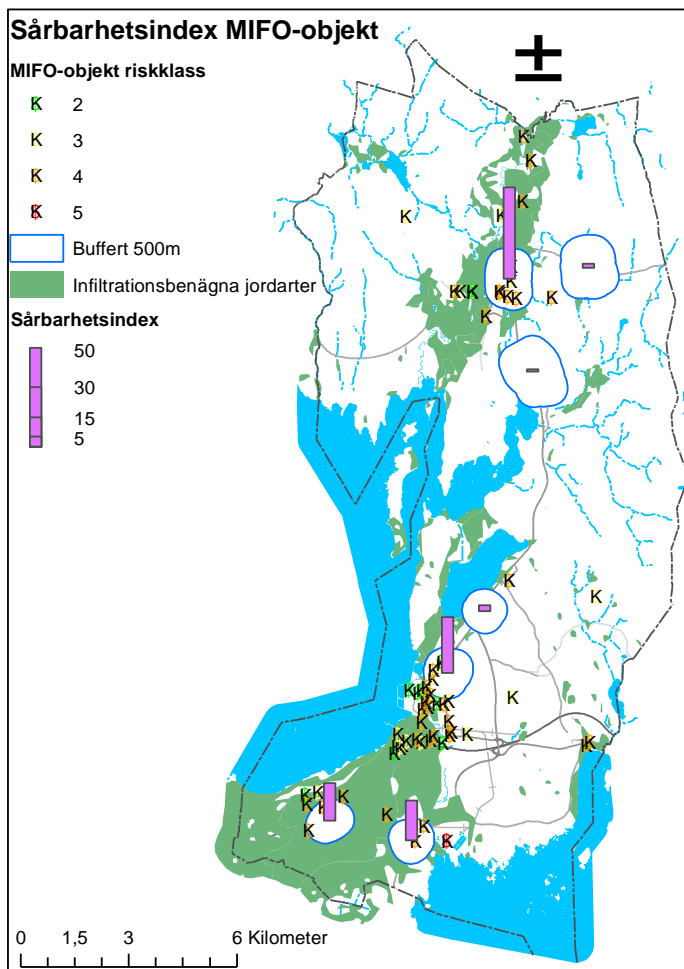 Sårbarhetsindex MIFO-objekt
MIFO-objekt riskklass
K 2
K 3
K 4
K 5
Buffert 500m
Infiltrationsbenägna jordarter
Sårbarhetsindex
50
30
15
5
0 1,5 3 6 Kilometer